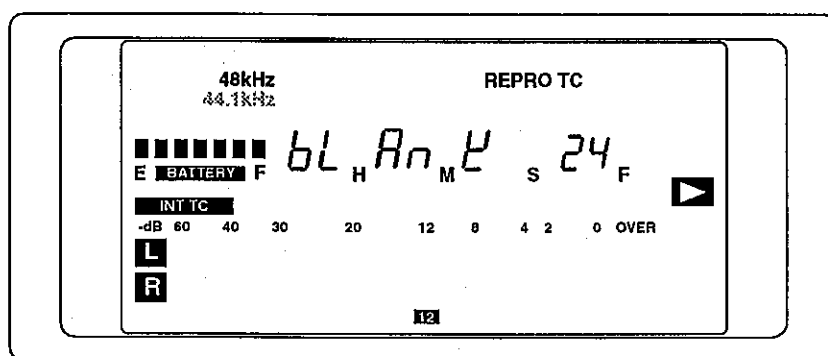 48kHz REPRO TC
44.1kHz
bL H An M k S 24 F
E BATTERY F
INT TC
-dB 60 40 30 20 12 8 4 2 0 OVER
L
R
12